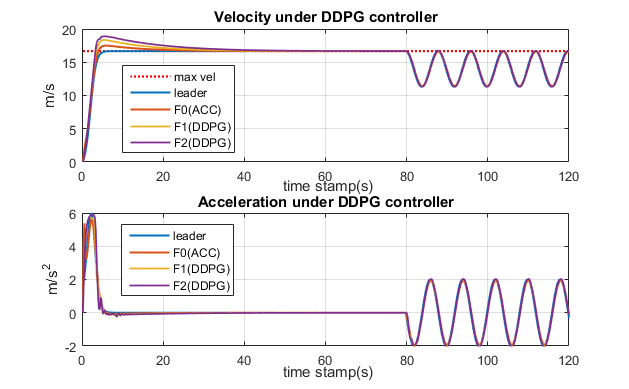 Velocity under DDPG controller
20
15
10
5
0
m/s
max vel
leader
F0(ACC)
F1(DDPG)
F2(DDPG)
0 20 40 60 80 100 120
time stamp(s)
Acceleration under DDPG controller
6
4
2
0
-2
m/s²
leader
F0(ACC)
F1(DDPG)
F2(DDPG)
0 20 40 60 80 100 120
time stamp(s)